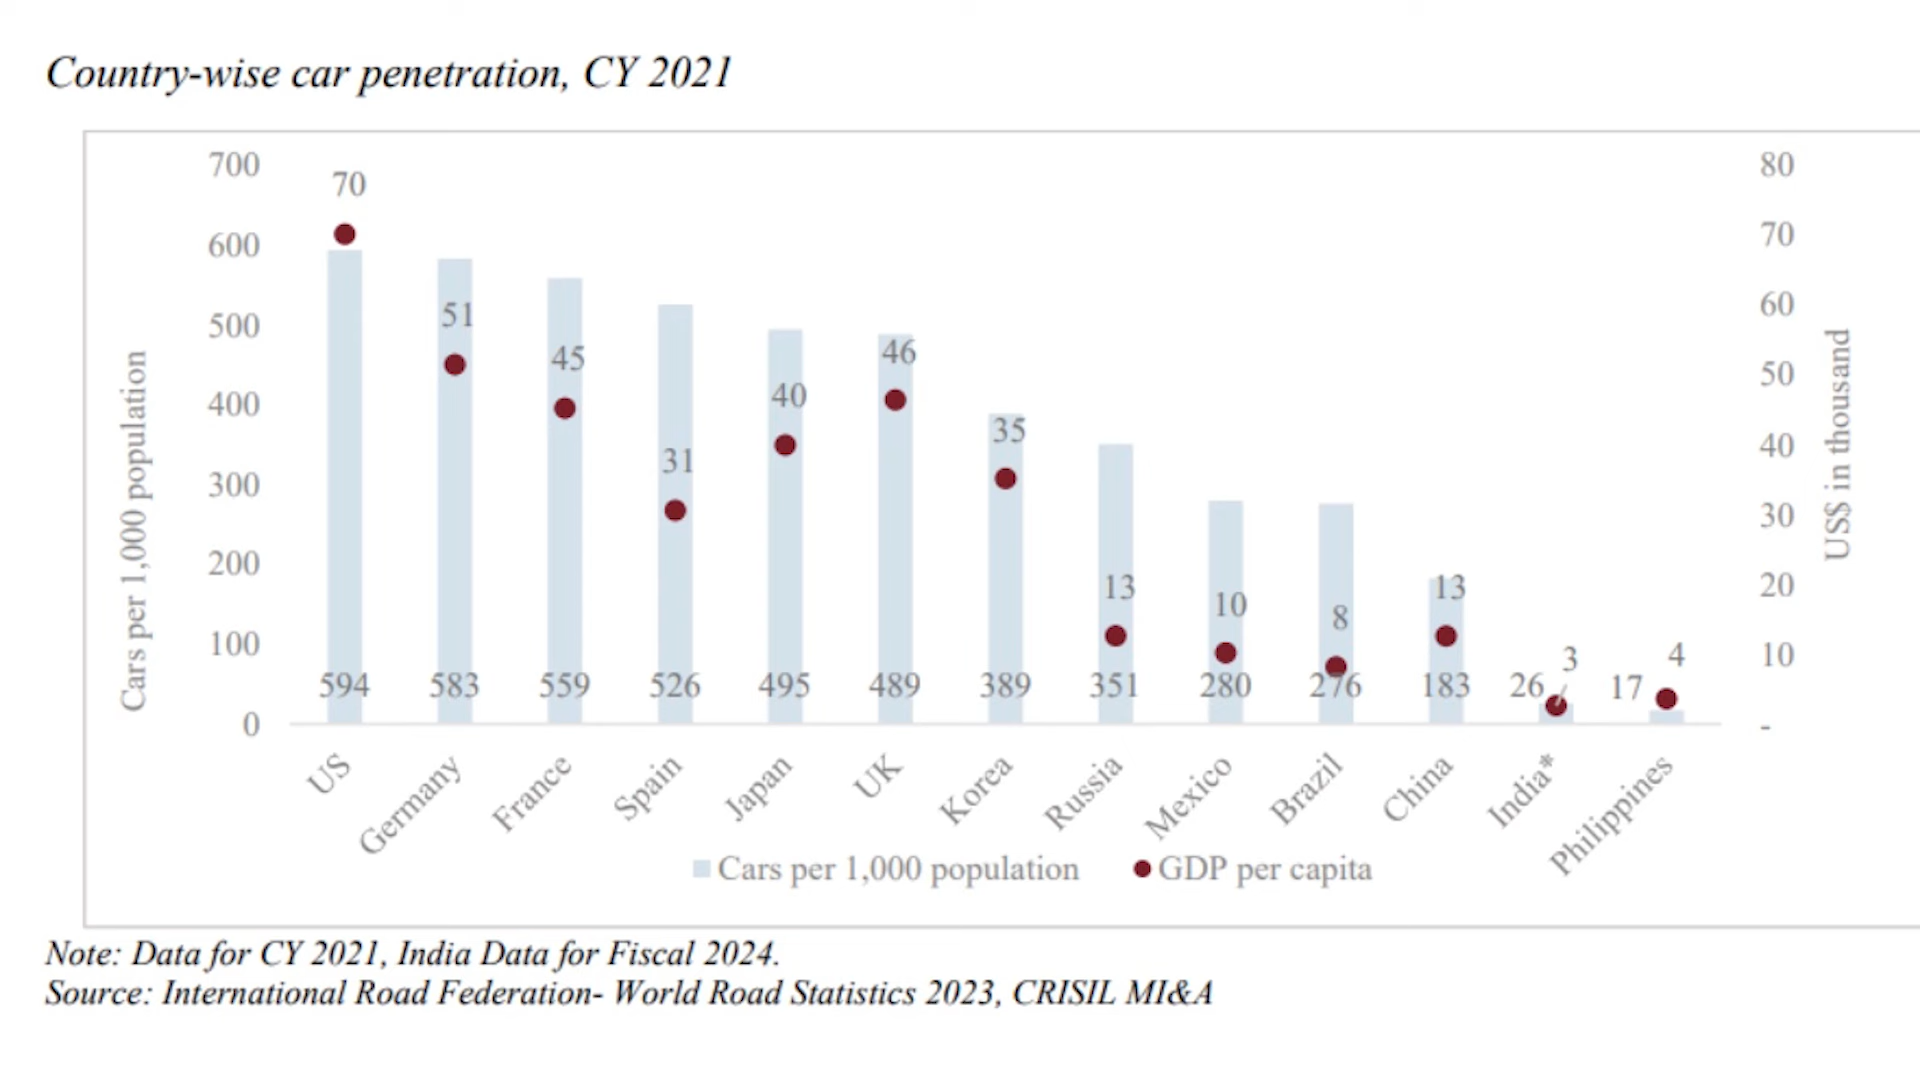 Country-wise car penetration, CY 2021
700
600
500
400
300
200
100
0
Cars per 1,000 population
80
70
60
50
40
30
20
10
-
US$ in thousand
70
51
45
31
40
46
35
13
10
8
13
3
4
594
583
559
526
495
489
389
351
280
276
183
26
17
US
Germany
France
Spain
Japan
UK
Korea
Russia
Mexico
Brazil
China
India*
Philippines
Cars per 1,000 population
GDP per capita
Note: Data for CY 2021, India Data for Fiscal 2024.
Source: International Road Federation- World Road Statistics 2023, CRISIL MI&A